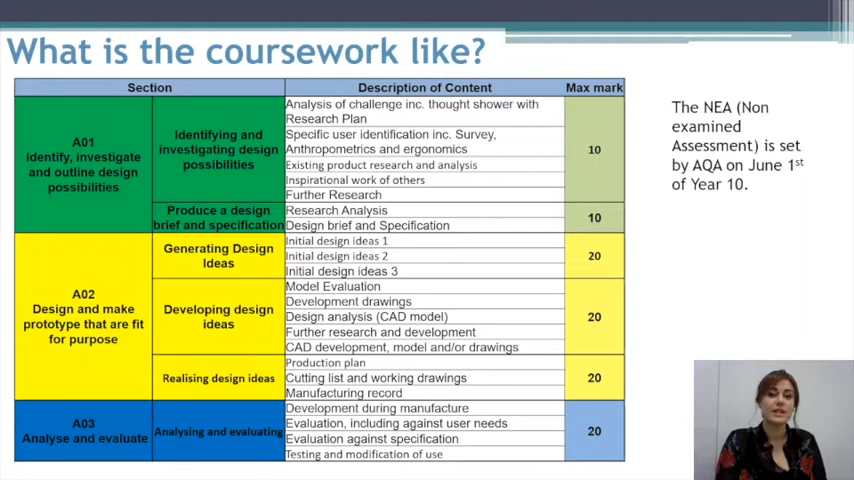 What is the coursework like?
Section
Description of Content
Max mark
A01
Identify, investigate
and outline design
possibilities
Identifying and
investigating design
possibilities
Analysis of challenge inc. thought shower with
Research Plan
Specific user identification inc. Survey,
Anthropometrics and ergonomics
Existing product research and analysis
Inspirational work of others
Further Research
10
Produce a design
brief and specification
Research Analysis
Design brief and Specification
10
A02
Design and make
prototype that are fit
for purpose
Generating Design
Ideas
Initial design ideas 1
Initial design ideas 2
Initial design ideas 3
20
Developing design
ideas
Model Evaluation
Development drawings
Design analysis (CAD model)
Further research and development
CAD development, model and/or drawings
20
Realising design ideas
Production plan
Cutting list and working drawings
Manufacturing record
20
A03
Analyse and evaluate
Analysing and evaluating
Development during manufacture
Evaluation, including against user needs
Evaluation against specification
Testing and modification of use
20
The NEA (Non
examined
Assessment) is set
by AQA on June 1st
of Year 10.